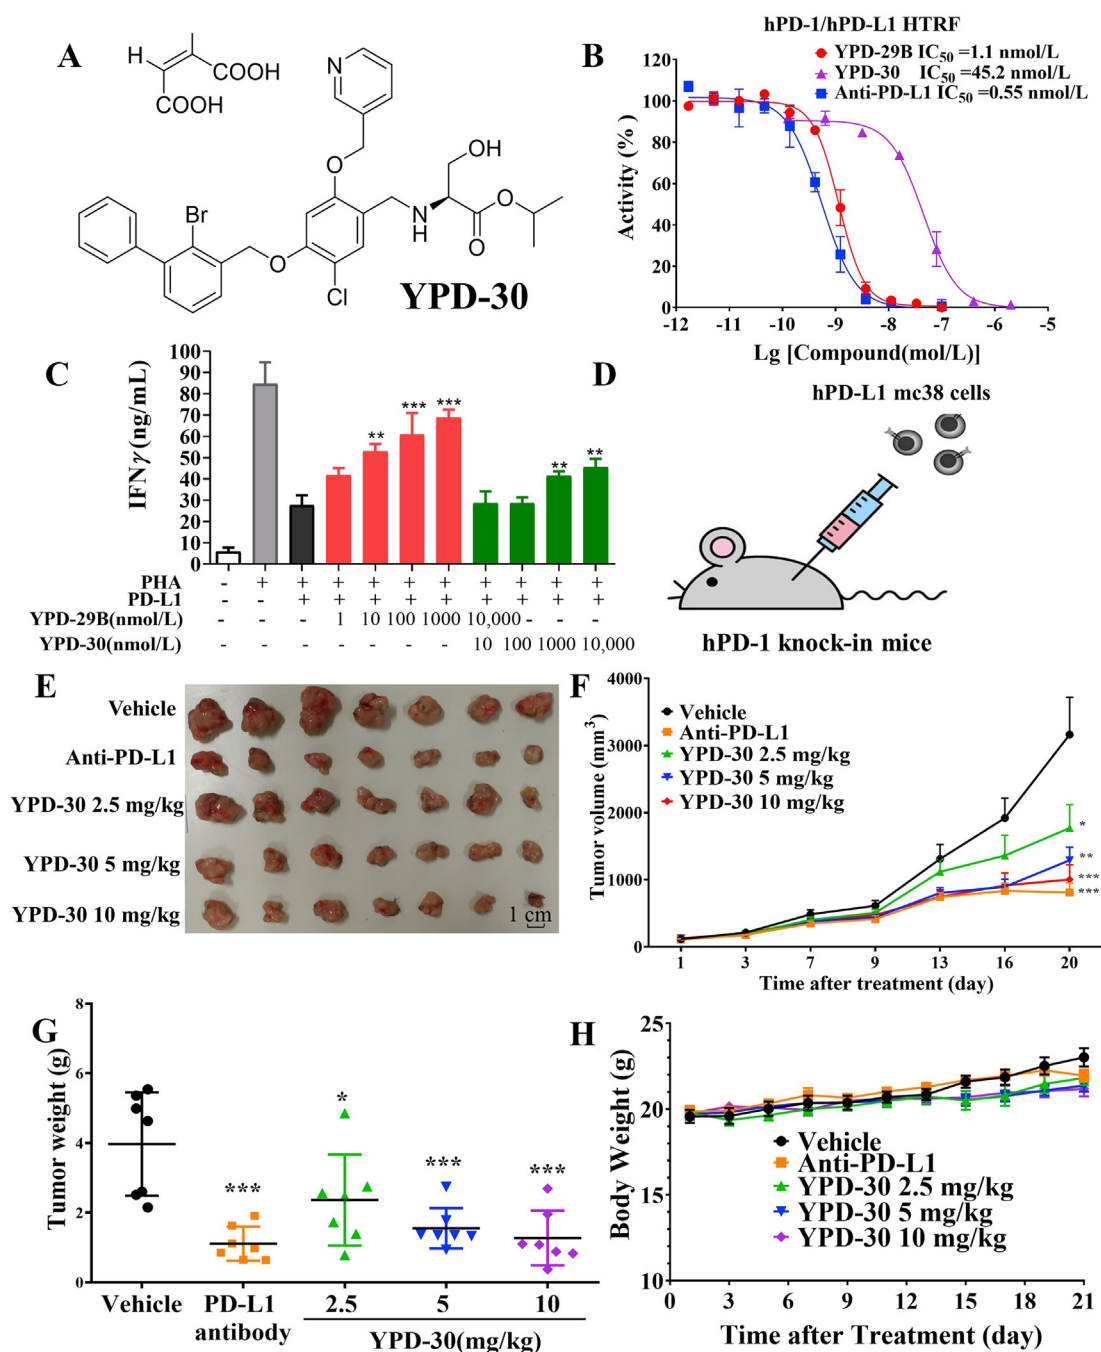 A
H
COOH
COOH
N
O
OH
N
H
O
O
Br
O
Cl
YPD-30
B
hPD-1/hPD-L1 HTRF
YPD-29B IC50 =1.1 nmol/L
YPD-30 IC50 =45.2 nmol/L
Anti-PD-L1 IC50 =0.55 nmol/L
Activity (%)
120
100
80
60
40
20
0
-12 -11 -10 -9 -8 -7 -6 -5
Lg [Compound(mol/L)]
C
IFNγ(ng/mL)
100
90
80
70
60
50
40
30
20
10
0
** *** *** ** **
PHA - + + + + + + + + + +
PD-L1 - - + + + + + + + + +
YPD-29B(nmol/L) - - - 1 10 100 1000 10,000 - - -
YPD-30(nmol/L) - - - - - - - 10 100 1000 10,000
D
hPD-L1 mc38 cells
hPD-1 knock-in mice
E
Vehicle
Anti-PD-L1
YPD-30 2.5 mg/kg
YPD-30 5 mg/kg
YPD-30 10 mg/kg
1 cm
F
Tumor volume (mm3)
4000
3000
2000
1000
0
Vehicle
Anti-PD-L1
YPD-30 2.5 mg/kg
YPD-30 5 mg/kg
YPD-30 10 mg/kg
*
**
***
***
1 3 7 9 13 16 20
Time after treatment (day)
G
Tumor weight (g)
8
6
4
2
0
*** * *** ***
Vehicle PD-L1 2.5 5 10
antibody YPD-30(mg/kg)
H
Body Weight (g)
25
20
15
10
Vehicle
Anti-PD-L1
YPD-30 2.5 mg/kg
YPD-30 5 mg/kg
YPD-30 10 mg/kg
0 3 6 9 12 15 18 21
Time after Treatment (day)